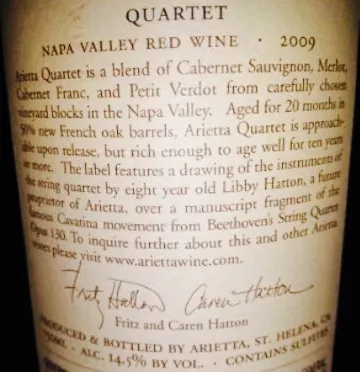 QUARTET
NAPA VALLEY RED WINE · 2009
Arietta Quartet is a blend of Cabernet Sauvignon, Merlot,
Cabernet Franc, and Petit Verdot from carefully chosen
vineyard blocks in the Napa Valley. Aged for 20 months in
50% new French oak barrels, Arietta Quartet is approach-
able upon release, but rich enough to age well for ten years
or more. The label features a drawing of the instruments of
the string quartet by eight year old Libby Hatton, a future
proprietor of Arietta, over a manuscript fragment of the
famous Cavatina movement from Beethoven's String Quartet
Opus 130. To inquire further about this and other Arietta
wines please visit www.ariettawine.com.
Fritz Hatton Caren Hatton
Fritz and Caren Hatton
PRODUCED & BOTTLED BY ARIETTA, ST. HELENA, CA
750ML · ALC. 14.5% BY VOL. · CONTAINS SULFITES